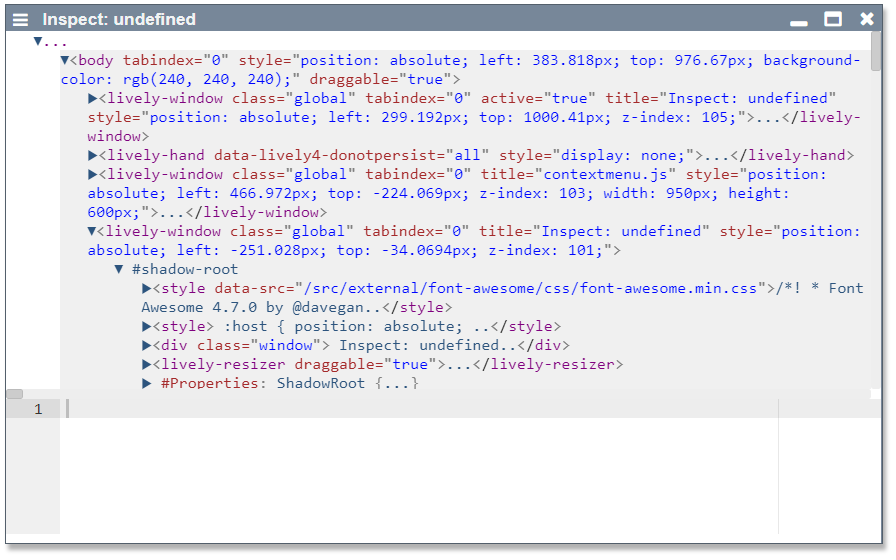 Inspect: undefined
▼...
▼<body tabindex="0" style="position: absolute; left: 383.818px; top: 976.67px; background-
color: rgb(240, 240, 240);" draggable="true">
▶<lively-window class="global" tabindex="0" active="true" title="Inspect: undefined"
style="position: absolute; left: 299.192px; top: 1000.41px; z-index: 105;">...</lively-
window>
▶<lively-hand data-lively4-donotpersist="all" style="display: none;">...</lively-hand>
▶<lively-window class="global" tabindex="0" title="contextmenu.js" style="position:
absolute; left: 466.972px; top: -224.069px; z-index: 103; width: 950px; height:
600px;">...</lively-window>
▼<lively-window class="global" tabindex="0" title="Inspect: undefined" style="position:
absolute; left: -251.028px; top: -34.0694px; z-index: 101;">
▼ #shadow-root
▶<style data-src="/src/external/font-awesome/css/font-awesome.min.css">/*! * Font
Awesome 4.7.0 by @davegan..</style>
▶<style> :host { position: absolute; ..</style>
▶<div class="window"> Inspect: undefined..</div>
▶<lively-resizer draggable="true">...</lively-resizer>
▶ #Properties: ShadowRoot {...}
1